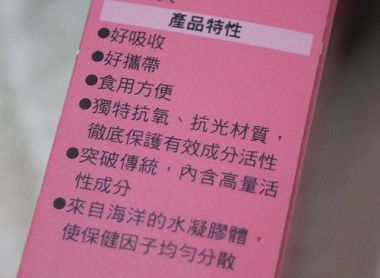 產品特性
●好吸收
●好攜帶
●食用方便
●獨特抗氧、抗光材質，
徹底保護有效成分活性
●突破傳統，內含高量活
性成分
●來自海洋的水凝膠體，
使保健因子均勻分散